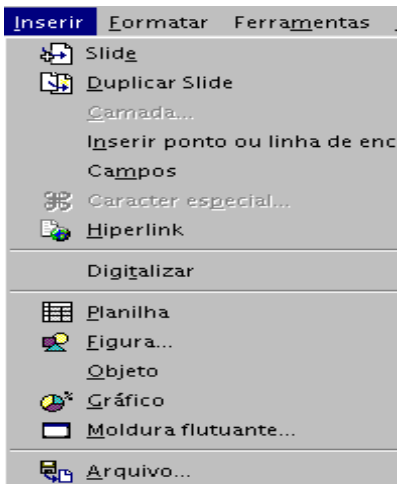 Inserir Formatar Ferramentas
Slide
Duplicar Slide
Camada...
Inserir ponto ou linha de enc
Campos
Caracter especial...
Hiperlink
Digitalizar
Planilha
Figura...
Objeto
Gráfico
Moldura flutuante...
Arquivo...